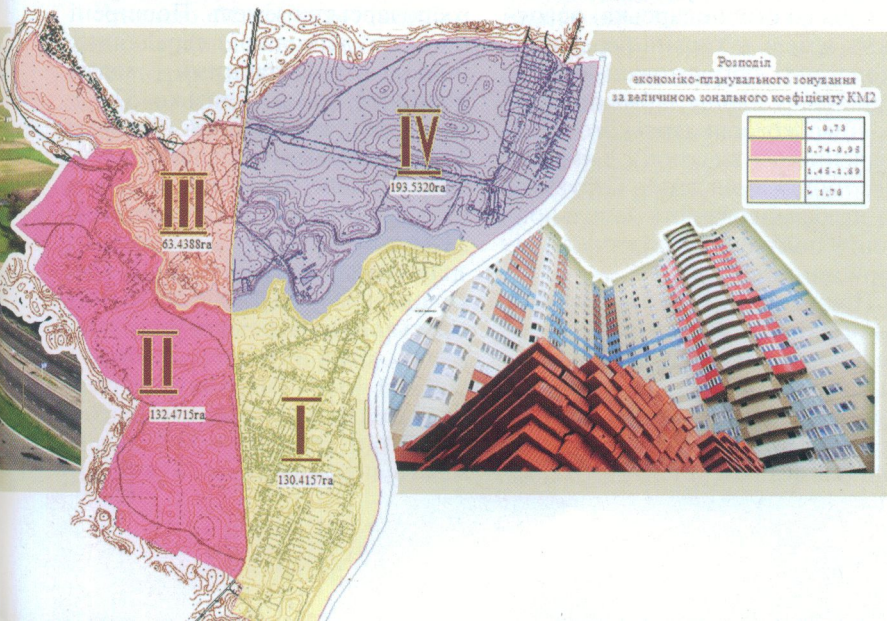 Розподіл
економіко-планувального зонування
за величиною зонального коефіцієнту КМ2
< 0,73
0,74-0,95
1,45-1,69
> 1,70
IV
193.5320га
III
63.4388га
II
132.4715га
I
130.4157га